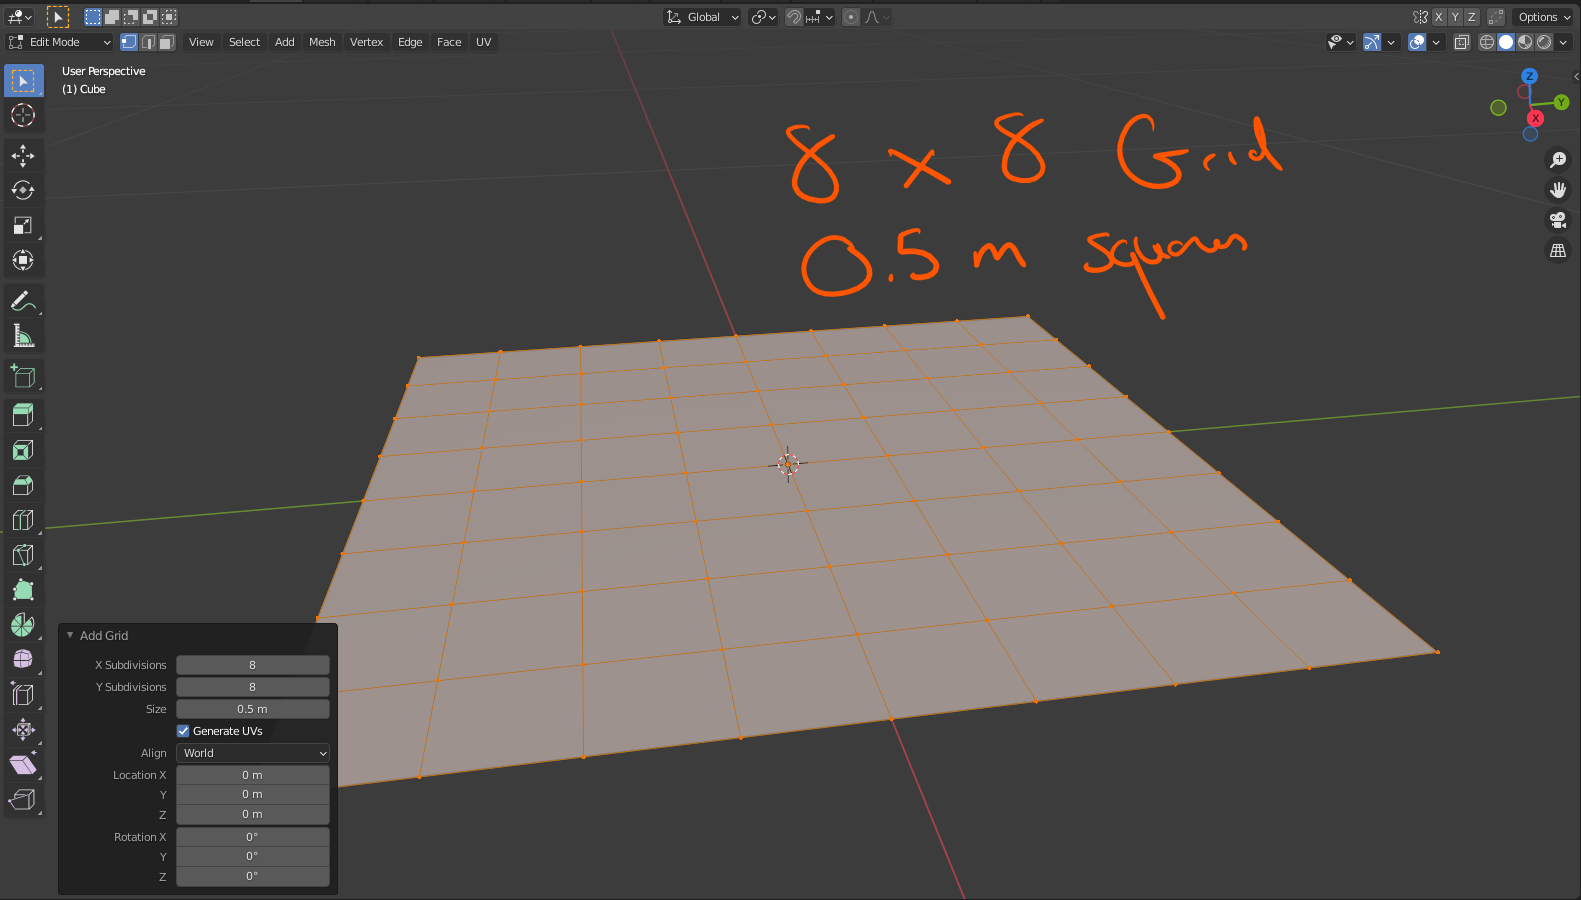 Global
X Y Z
Options
Edit Mode
View Select Add Mesh Vertex Edge Face UV
User Perspective
(1) Cube
Z
Y
X
8 x 8 Grid
0.5 m squares
Add Grid
X Subdivisions 8
Y Subdivisions 8
Size 0.5 m
Generate UVs
Align World
Location X 0 m
Y 0 m
Z 0 m
Rotation X 0°
Y 0°
Z 0°